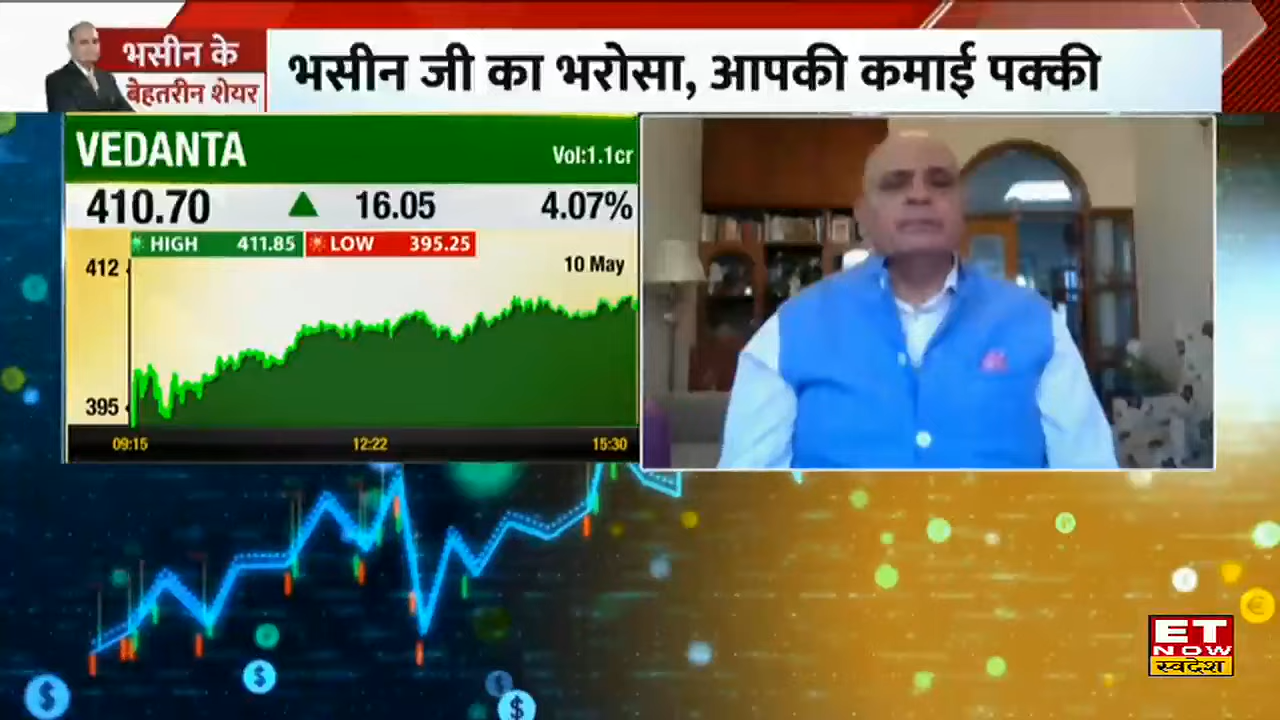 भसीन के
बेहतरीन शेयर
भसीन जी का भरोसा, आपकी कमाई पक्की
VEDANTA
Vol:1.1cr
410.70 ▲ 16.05 4.07%
HIGH 411.85 LOW 395.25
412
10 May
395
09:15 12:22 15:30
ET
NOW
स्वदेश